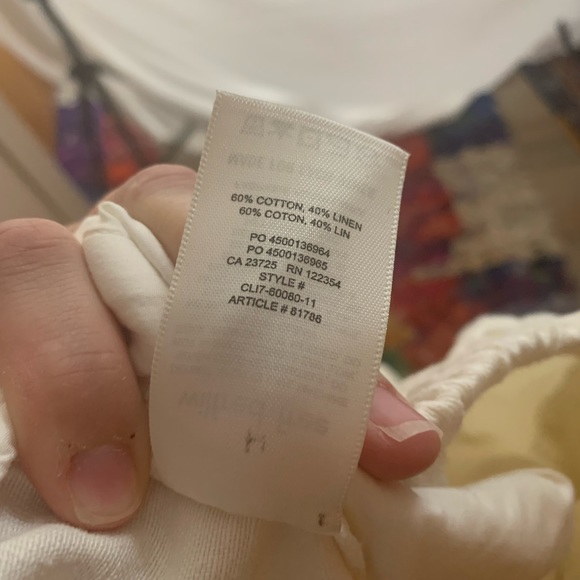 60% COTTON, 40% LINEN
60% COTON, 40% LIN
PO 4500136964
PO 4500136965
CA 23725 RN 122354
STYLE #
CLI7-60080-11
ARTICLE # 81786